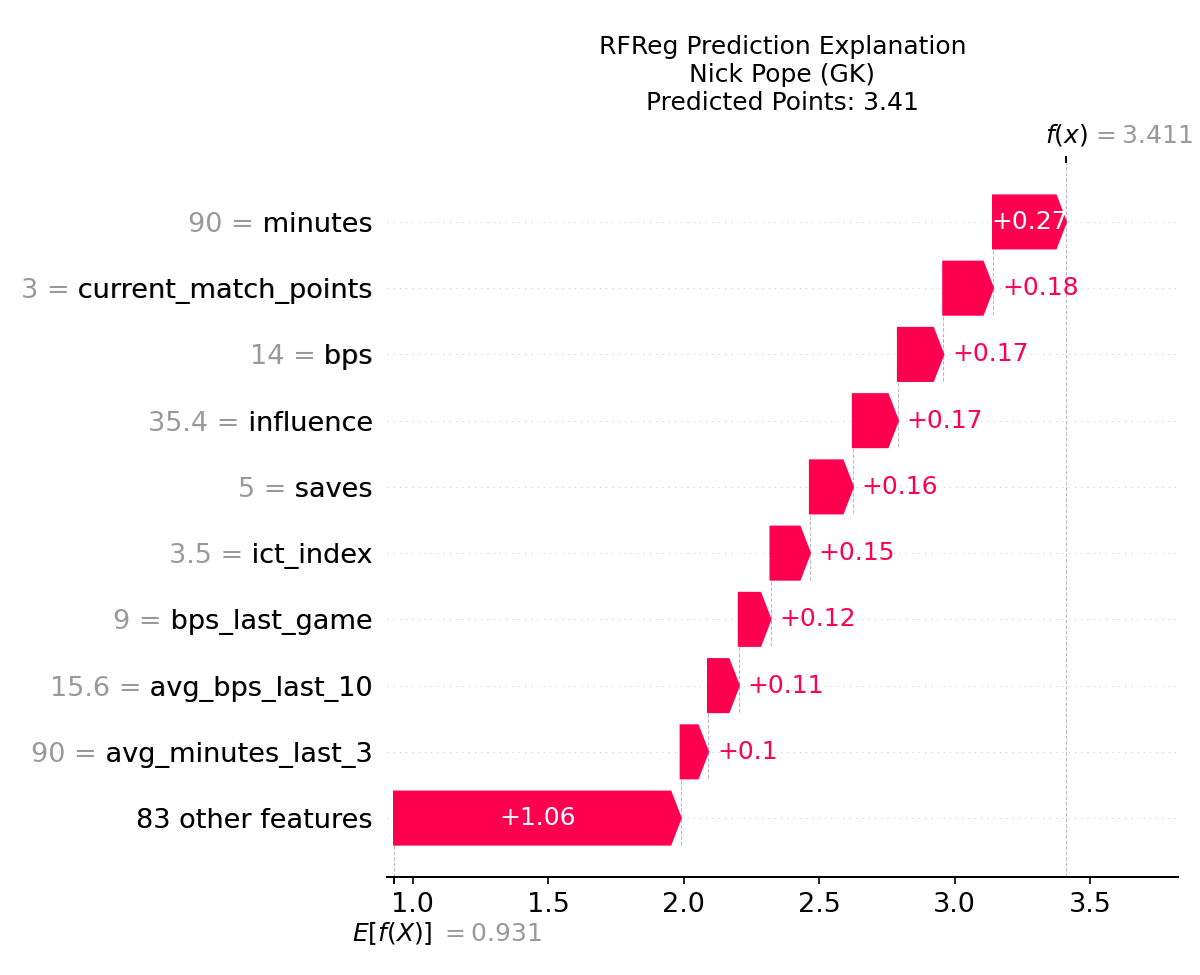 RFReg Prediction Explanation
Nick Pope (GK)
Predicted Points: 3.41
f(x) = 3.411
90 = minutes +0.27
3 = current_match_points +0.18
14 = bps +0.17
35.4 = influence +0.17
5 = saves +0.16
3.5 = ict_index +0.15
9 = bps_last_game +0.12
15.6 = avg_bps_last_10 +0.11
90 = avg_minutes_last_3 +0.1
83 other features +1.06
1.0 1.5 2.0 2.5 3.0 3.5
E[f(X)] = 0.931